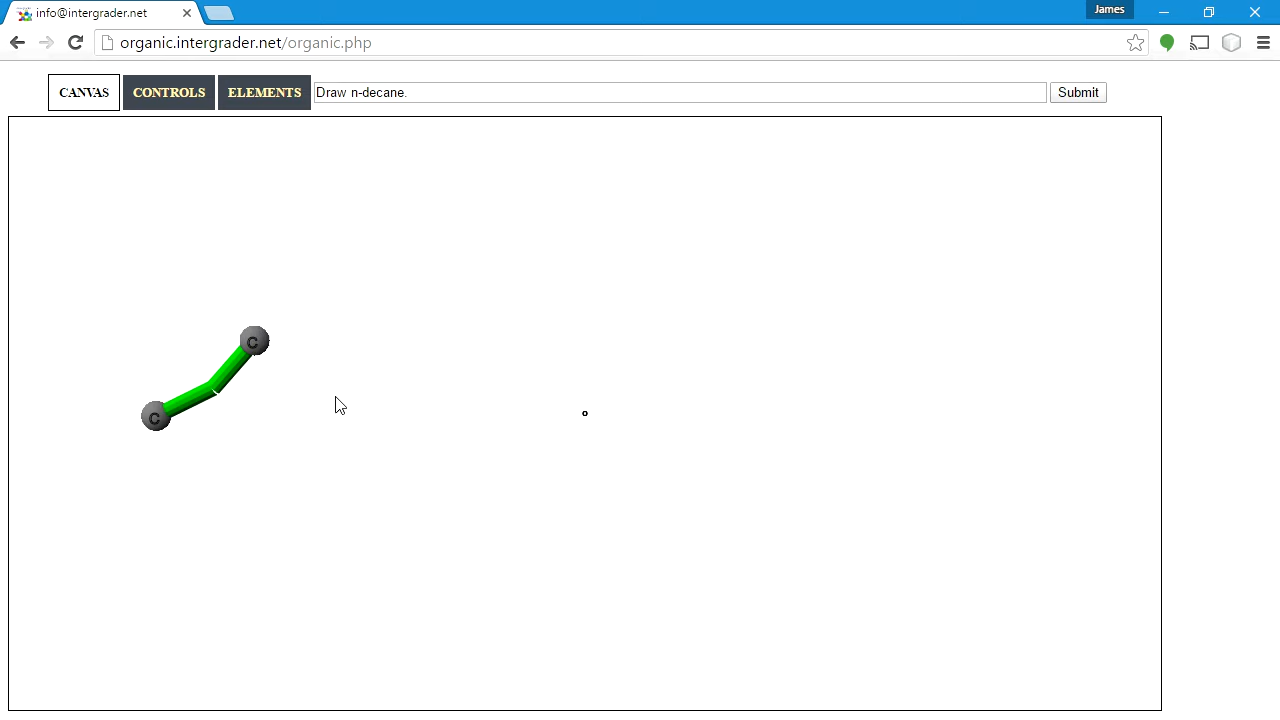 info@intergrader.net
James
organic.intergrader.net/organic.php
CANVAS CONTROLS ELEMENTS Draw n-decane. Submit
C
C
o